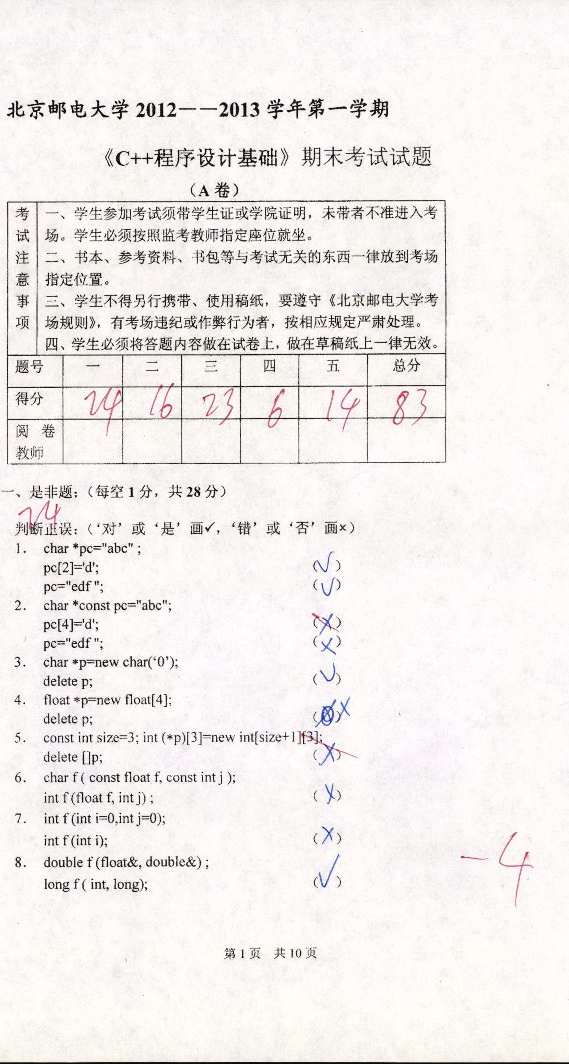 北京邮电大学 2012——2013 学年第一学期
《C++程序设计基础》期末考试试题
（A 卷）
考试注意事项
一、学生参加考试须带学生证或学院证明，未带者不准进入考
场。学生必须按照监考教师指定座位就坐。
二、书本、参考资料、书包等与考试无关的东西一律放到考场
指定位置。
三、学生不得另行携带、使用稿纸，要遵守《北京邮电大学考
场规则》，有考场违纪或作弊行为者，按相应规定严肃处理。
四、学生必须将答题内容做在试卷上，做在草稿纸上一律无效。
题号 一 二 三 四 五 总分
得分 24 16 23 6 14 83
阅 卷
教师
一、是非题：（每空 1 分，共 28 分）
24
判断正误：（‘对’或‘是’画✓，‘错’或‘否’画×）
1. char *pc="abc" ;
pc[2]='d'; (✓)
pc="edf "; (✓)
2. char *const pc="abc";
pc[4]='d'; (×)
pc="edf "; (×)
3. char *p=new char(‘0’);
delete p; (✓)
4. float *p=new float[4];
delete p; ( ) ×
5. const int size=3; int (*p)[3]=new int[size+1][3];
delete []p; (×)
6. char f ( const float f, const int j );
int f (float f, int j) ; (×)
7. int f (int i=0,int j=0);
int f (int i); (×)
8. double f (float&, double&) ;
long f ( int, long); (✓)
-4
第 1 页 共 10 页